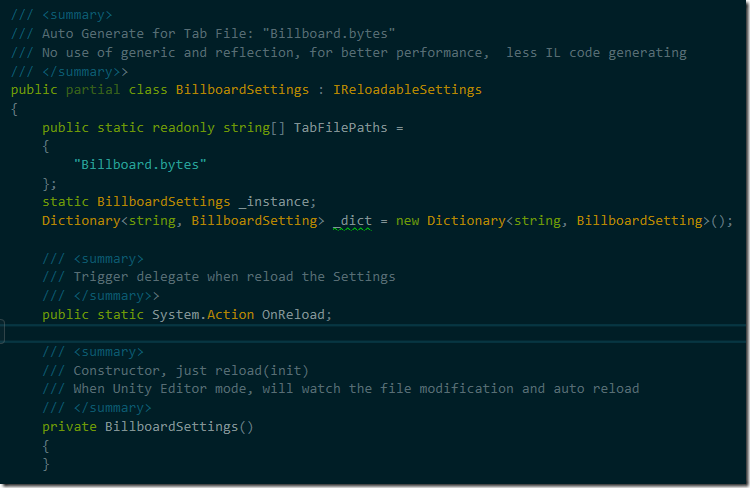 /// <summary>
/// Auto Generate for Tab File: "Billboard.bytes"
/// No use of generic and reflection, for better performance,  less IL code generating
/// </summary>>
public partial class BillboardSettings : IReloadableSettings
{
    public static readonly string[] TabFilePaths =
    {
        "Billboard.bytes"
    };
    static BillboardSettings _instance;
    Dictionary<string, BillboardSetting> _dict = new Dictionary<string, BillboardSetting>();

    /// <summary>
    /// Trigger delegate when reload the Settings
    /// </summary>>
    public static System.Action OnReload;

    /// <summary>
    /// Constructor, just reload(init)
    /// When Unity Editor mode, will watch the file modification and auto reload
    /// </summary>
    private BillboardSettings()
    {
    }